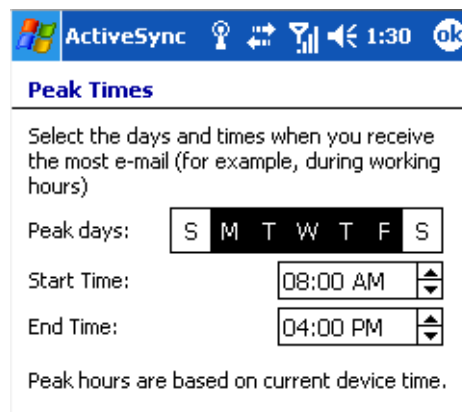 ActiveSync 1:30 ok
Peak Times
Select the days and times when you receive
the most e-mail (for example, during working
hours)
Peak days: S M T W T F S
Start Time: 08:00 AM
End Time: 04:00 PM
Peak hours are based on current device time.